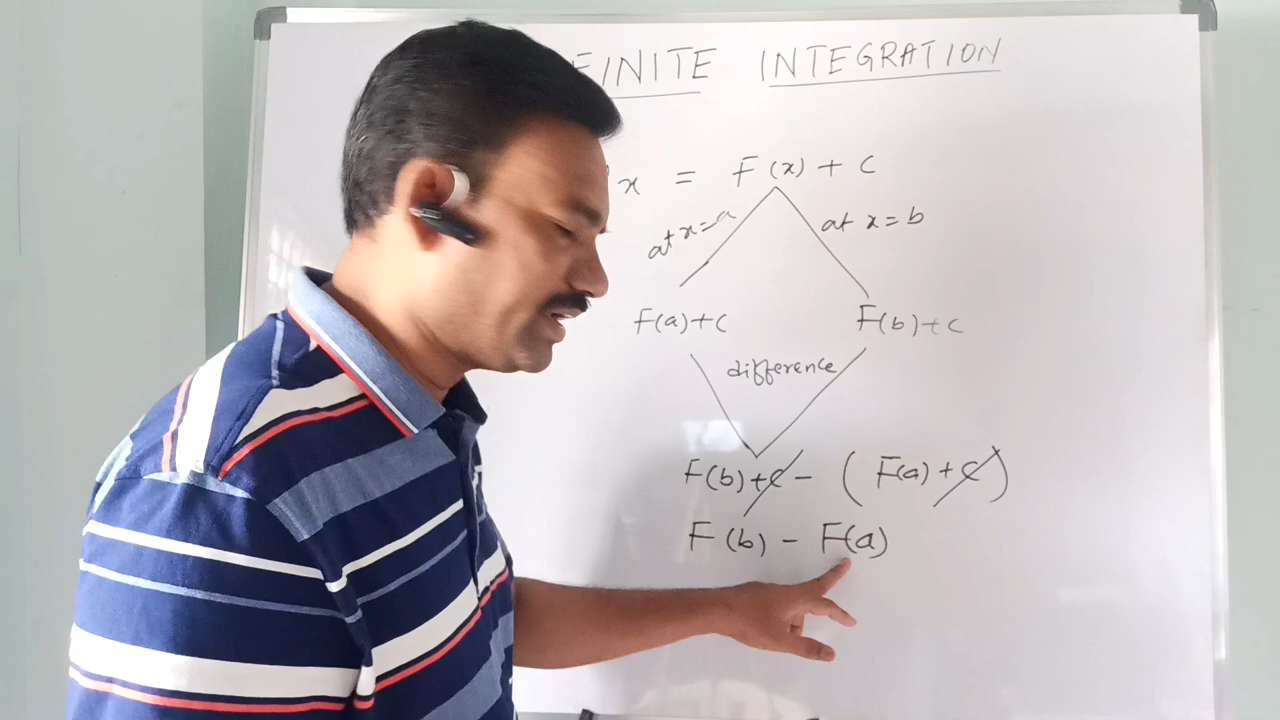 FINITE INTEGRATION
x = F(x) + C
at x = a at x = b
F(a)+C F(b)+C
difference
F(b)+C - (F(a)+C)
F(b) - F(a)